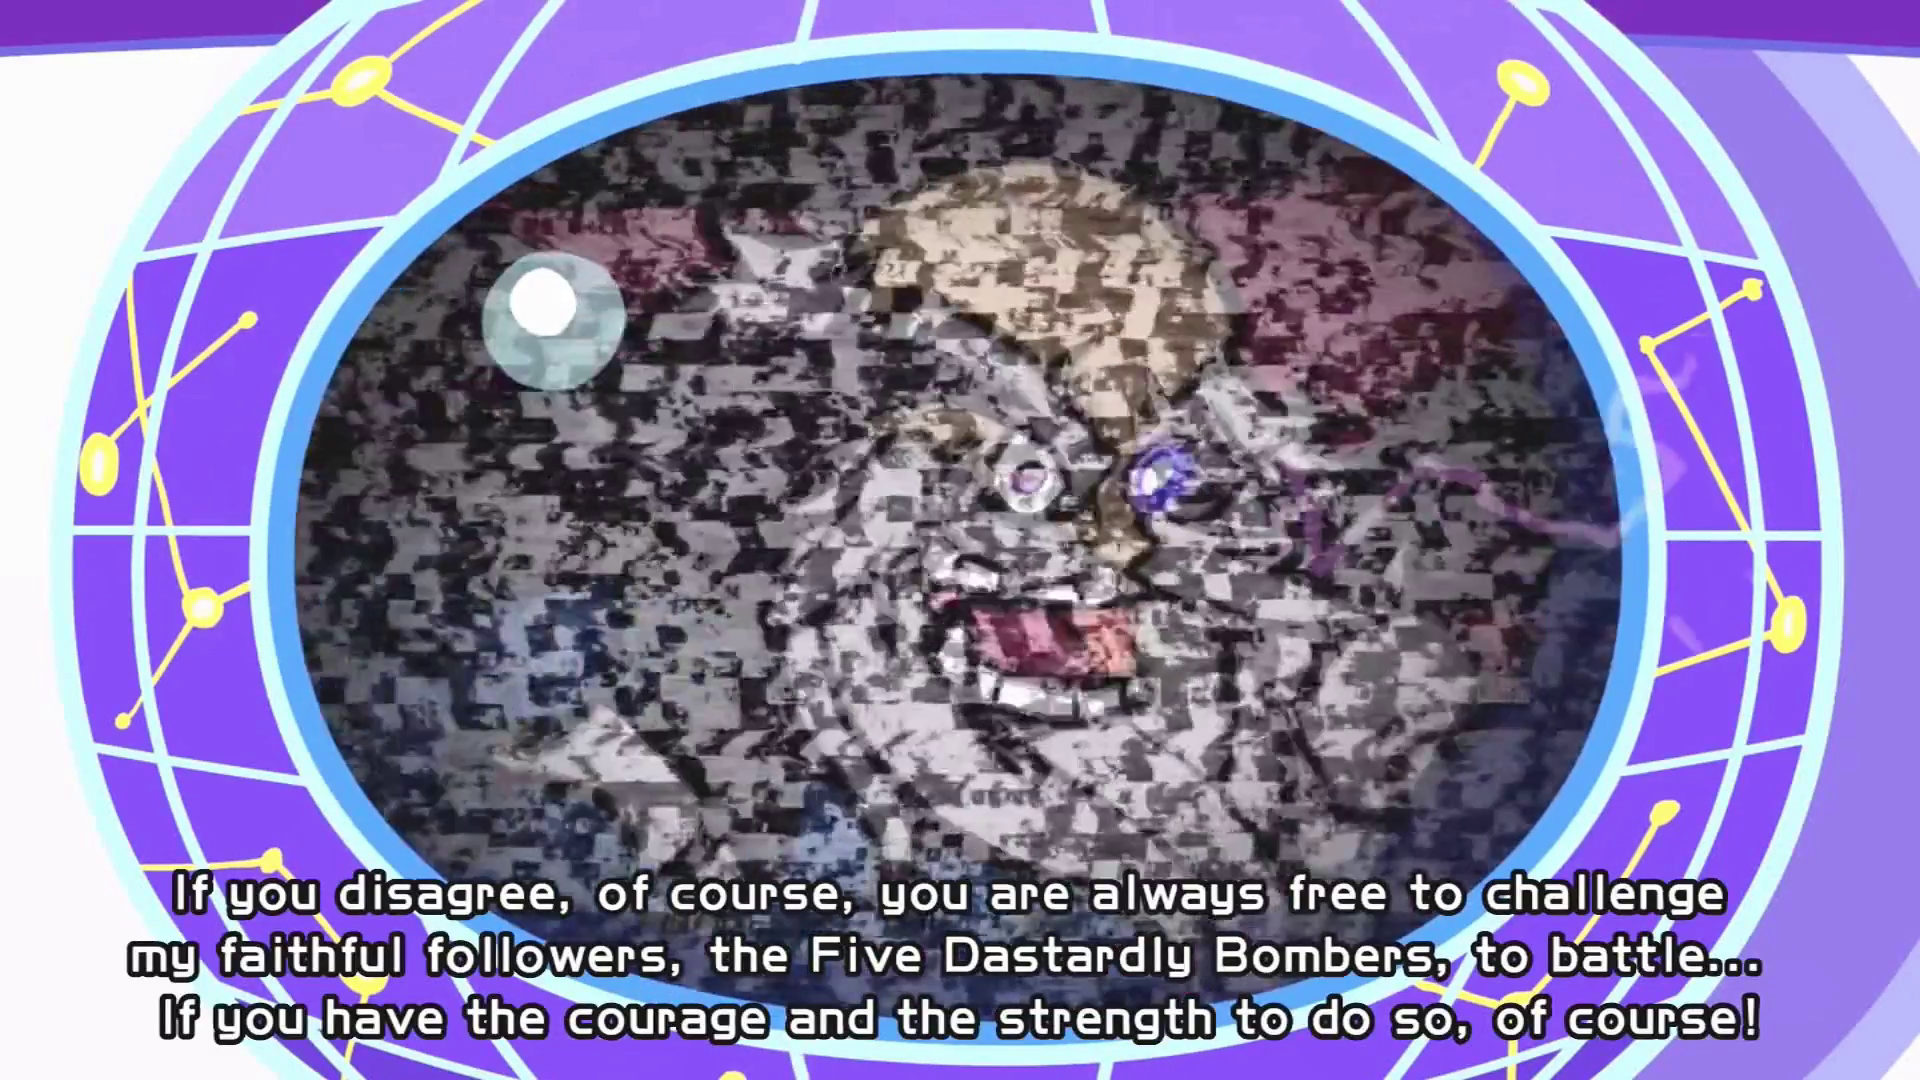 If you disagree, of course, you are always free to challenge
my faithful followers, the Five Dastardly Bombers, to battle...
If you have the courage and the strength to do so, of course!